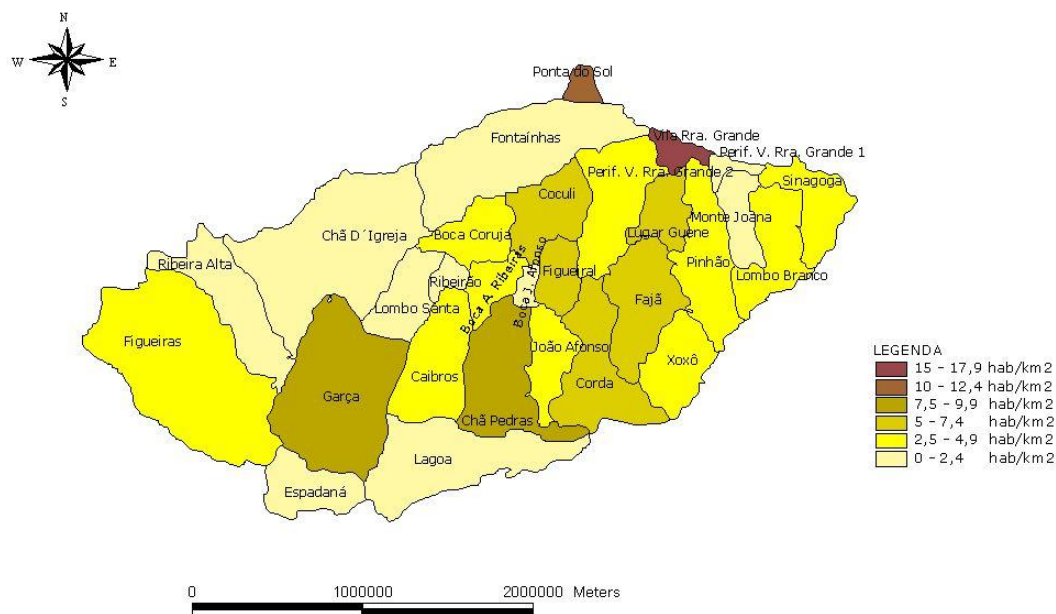 N
W
E
S
Ponta do Sol
Fontaínhas
Vila Rra. Grande
Perif. V. Rra. Grande 1
Perif. V. Rra. Grande 2
Sinagoga
Coculi
Monte Joana
Chã D´Igreja
Boca Coruja
Lugar Guene
Ribeira Alta
Ribeirão
Boca A. Ribeiras
Boca J. Afonso
Figueiral
Pinhão
Lombo Branco
Lombo Santa
Fajã
Figueiras
Caibros
João Afonso
Xoxô
Garça
Corda
Chã Pedras
Lagoa
Espadaná
LEGENDA
15 - 17,9 hab/km2
10 - 12,4 hab/km2
7,5 - 9,9 hab/km2
5 - 7,4 hab/km2
2,5 - 4,9 hab/km2
0 - 2,4 hab/km2
0 1000000 2000000 Meters